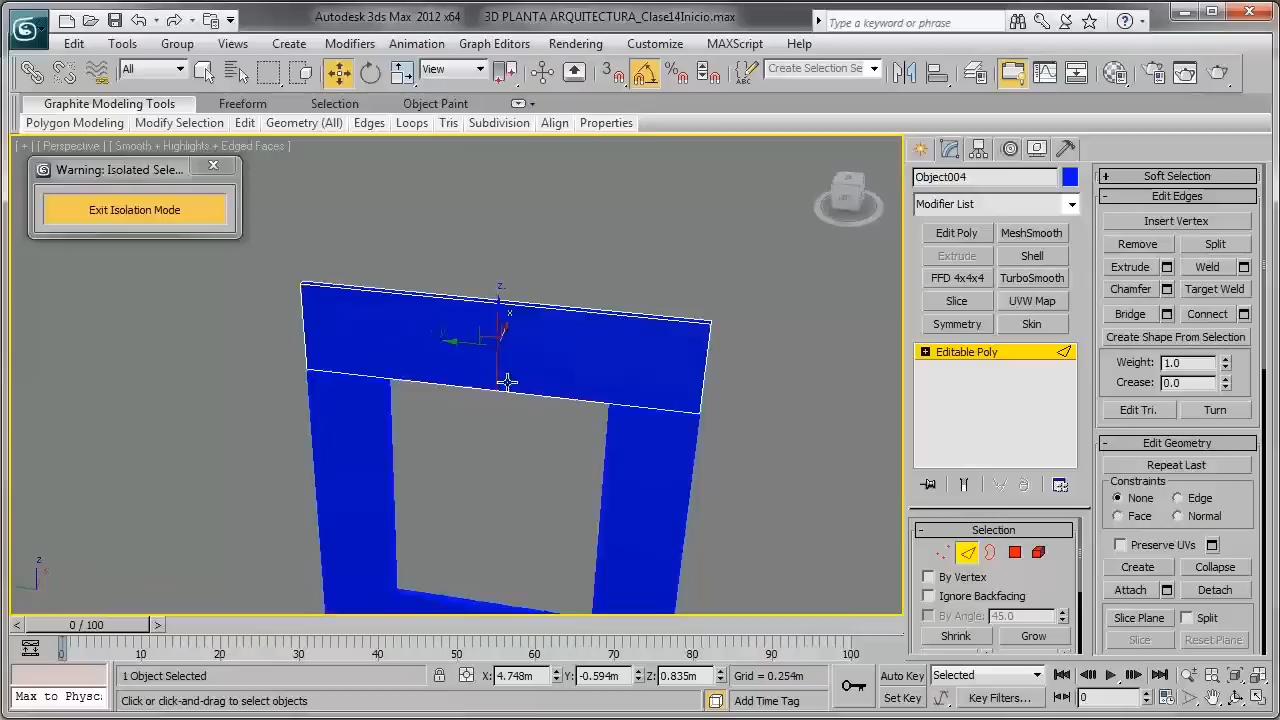 Autodesk 3ds Max 2012 x64 3D PLANTA ARQUITECTURA_Clase14Inicio.max
Type a keyword or phrase
Edit Tools Group Views Create Modifiers Animation Graph Editors Rendering Customize MAXScript Help
All View 3 Create Selection Se
Graphite Modeling Tools Freeform Selection Object Paint
Polygon Modeling Modify Selection Edit Geometry (All) Edges Loops Tris Subdivision Align Properties
[ + ] [ Perspective ] [ Smooth + Highlights + Edged Faces ]
Warning: Isolated Sele...
Exit Isolation Mode
z
x
z
Object004
Modifier List
Edit Poly MeshSmooth
Extrude Shell
FFD 4x4x4 TurboSmooth
Slice UVW Map
Symmetry Skin
Editable Poly
Selection
By Vertex
Ignore Backfacing
By Angle: 45.0
Shrink Grow
Soft Selection
Edit Edges
Insert Vertex
Remove Split
Extrude Weld
Chamfer Target Weld
Bridge Connect
Create Shape From Selection
Weight: 1.0
Crease: 0.0
Edit Tri. Turn
Edit Geometry
Repeat Last
Constraints
None Edge
Face Normal
Preserve UVs
Create Collapse
Attach Detach
Slice Plane Split
Slice Reset Plane
0 / 100
0 10 20 30 40 50 60 70 80 90 100
1 Object Selected X: 4.748m Y: -0.594m Z: 0.835m Grid = 0.254m Auto Key Selected
Max to Physc Click or click-and-drag to select objects Add Time Tag Set Key Key Filters... 0